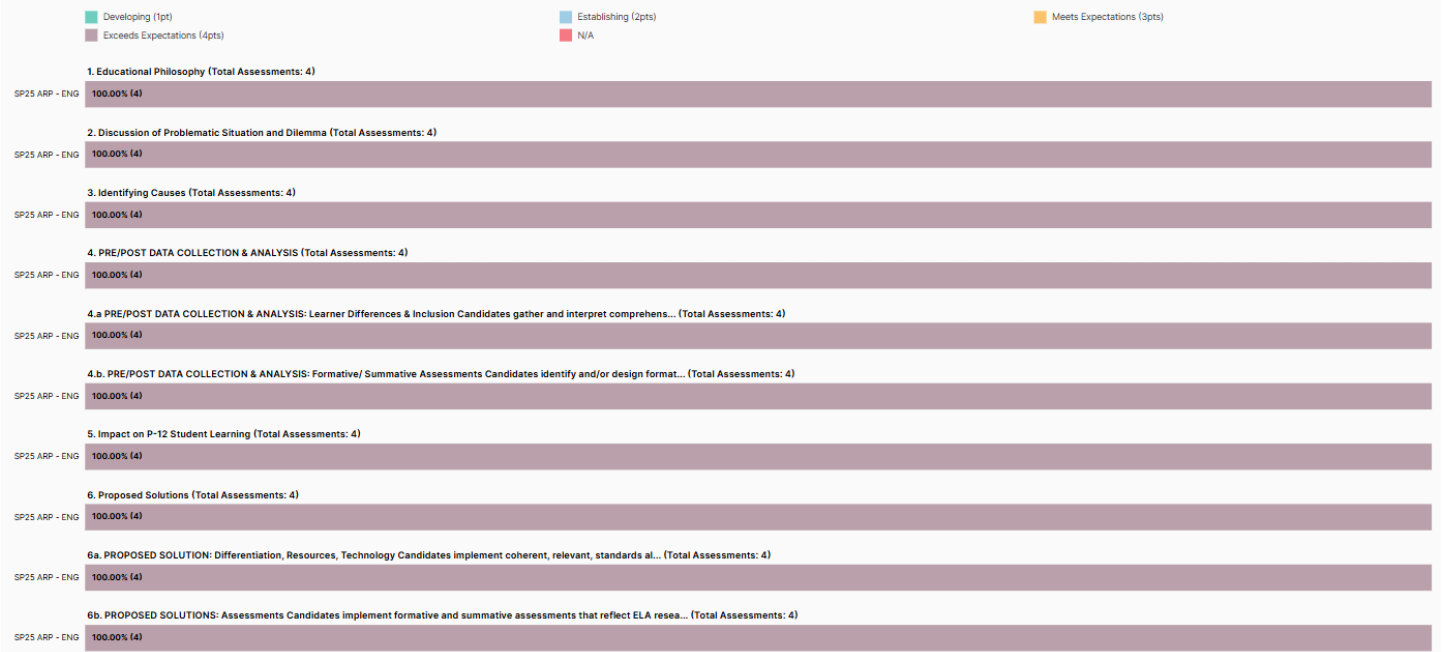 Developing (1pt) Establishing (2pts) Meets Expectations (3pts)
Exceeds Expectations (4pts) N/A
1. Educational Philosophy (Total Assessments: 4)
SP25 ARP - ENG 100.00% (4)
2. Discussion of Problematic Situation and Dilemma (Total Assessments: 4)
SP25 ARP - ENG 100.00% (4)
3. Identifying Causes (Total Assessments: 4)
SP25 ARP - ENG 100.00% (4)
4. PRE/POST DATA COLLECTION & ANALYSIS (Total Assessments: 4)
SP25 ARP - ENG 100.00% (4)
4.a PRE/POST DATA COLLECTION & ANALYSIS: Learner Differences & Inclusion Candidates gather and interpret comprehens... (Total Assessments: 4)
SP25 ARP - ENG 100.00% (4)
4.b. PRE/POST DATA COLLECTION & ANALYSIS: Formative/ Summative Assessments Candidates identify and/or design format... (Total Assessments: 4)
SP25 ARP - ENG 100.00% (4)
5. Impact on P-12 Student Learning (Total Assessments: 4)
SP25 ARP - ENG 100.00% (4)
6. Proposed Solutions (Total Assessments: 4)
SP25 ARP - ENG 100.00% (4)
6a. PROPOSED SOLUTION: Differentiation, Resources, Technology Candidates implement coherent, relevant, standards al... (Total Assessments: 4)
SP25 ARP - ENG 100.00% (4)
6b. PROPOSED SOLUTIONS: Assessments Candidates implement formative and summative assessments that reflect ELA resea... (Total Assessments: 4)
SP25 ARP - ENG 100.00% (4)